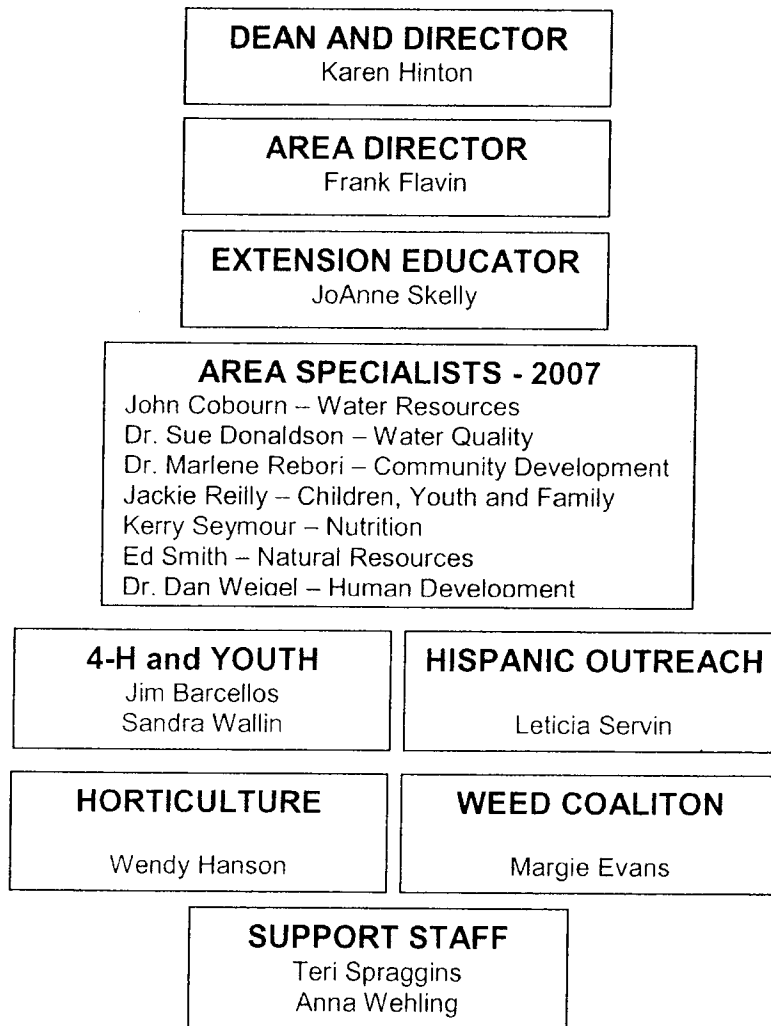 DEAN AND DIRECTOR
Karen Hinton
AREA DIRECTOR
Frank Flavin
EXTENSION EDUCATOR
JoAnne Skelly
AREA SPECIALISTS - 2007
John Cobourn – Water Resources
Dr. Sue Donaldson – Water Quality
Dr. Marlene Rebori – Community Development
Jackie Reilly – Children, Youth and Family
Kerry Seymour – Nutrition
Ed Smith – Natural Resources
Dr. Dan Weigel – Human Development
4-H and YOUTH
Jim Barcellos
Sandra Wallin
HISPANIC OUTREACH
Leticia Servin
HORTICULTURE
Wendy Hanson
WEED COALITON
Margie Evans
SUPPORT STAFF
Teri Spraggins
Anna Wehling